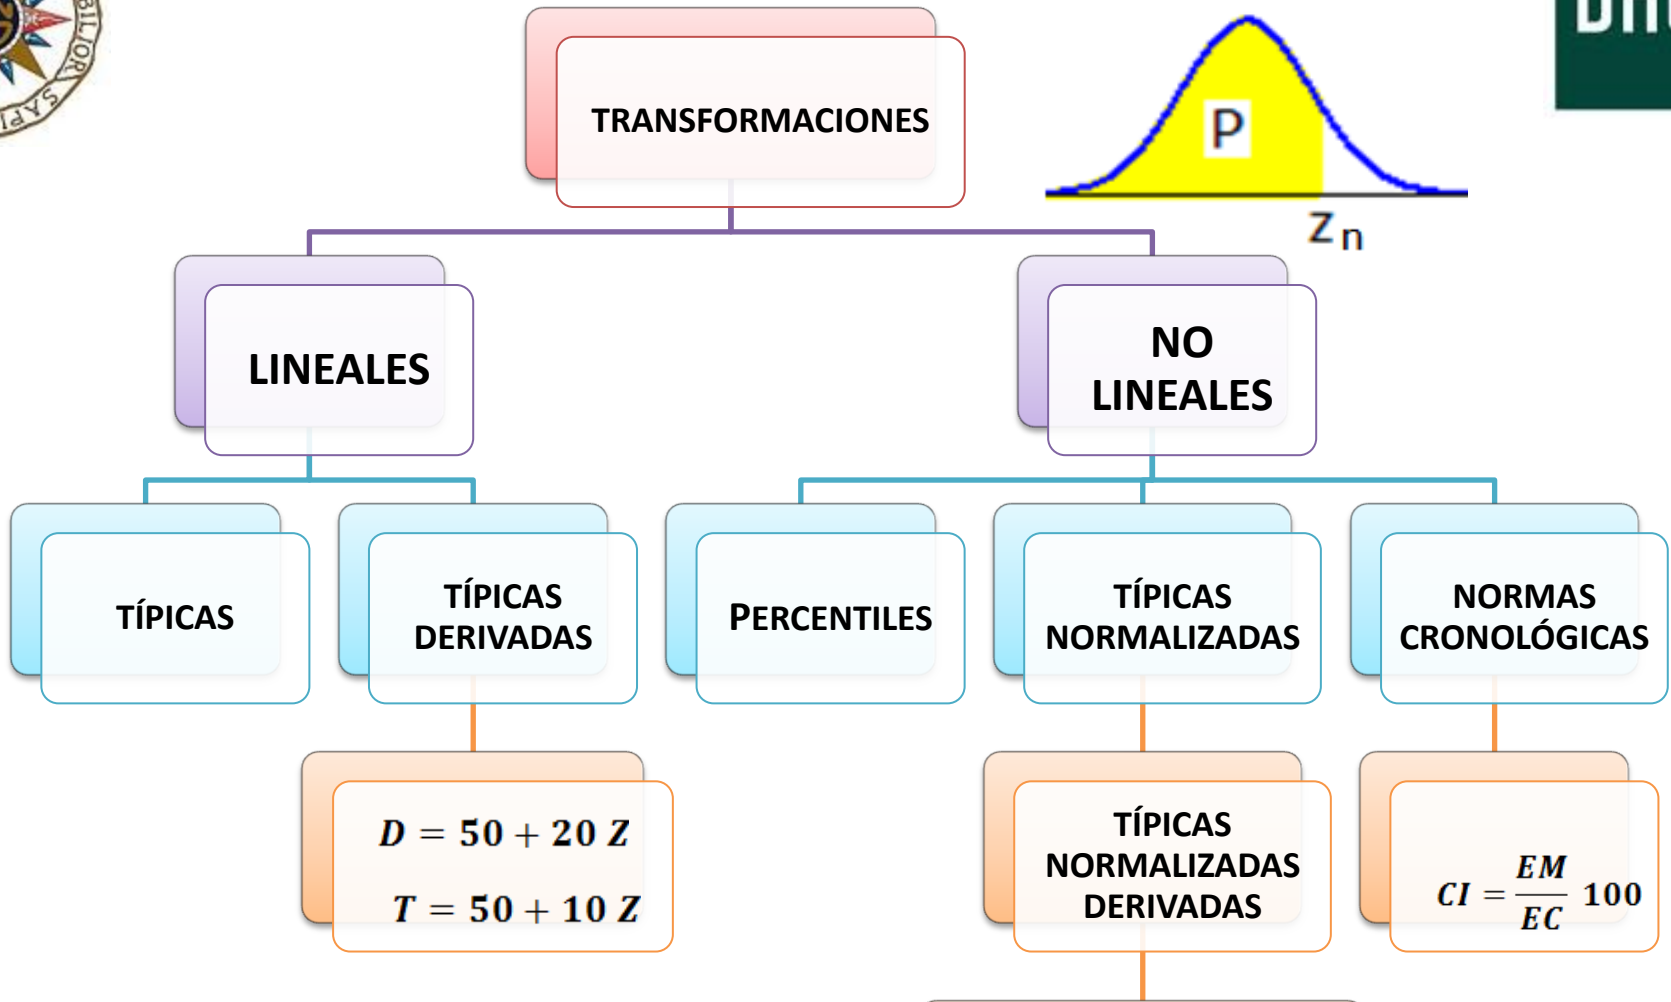 TRANSFORMACIONES
P
Z n
LINEALES
NO
LINEALES
TÍPICAS
TÍPICAS
DERIVADAS
PERCENTILES
TÍPICAS
NORMALIZADAS
NORMAS
CRONOLÓGICAS
D = 50 + 20 Z
T = 50 + 10 Z
TÍPICAS
NORMALIZADAS
DERIVADAS
CI = EM/EC 100